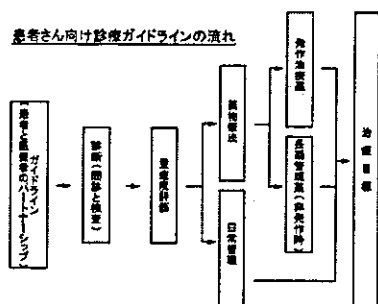 患者さん向け診療ガイドラインの流れ
ガイドライン
(患者と医療者のパートナーシップ)
診断(問診と検査)
重症度評価
薬物療法
日常管理
発作治療薬
長期管理薬(非発作時)
治療目標